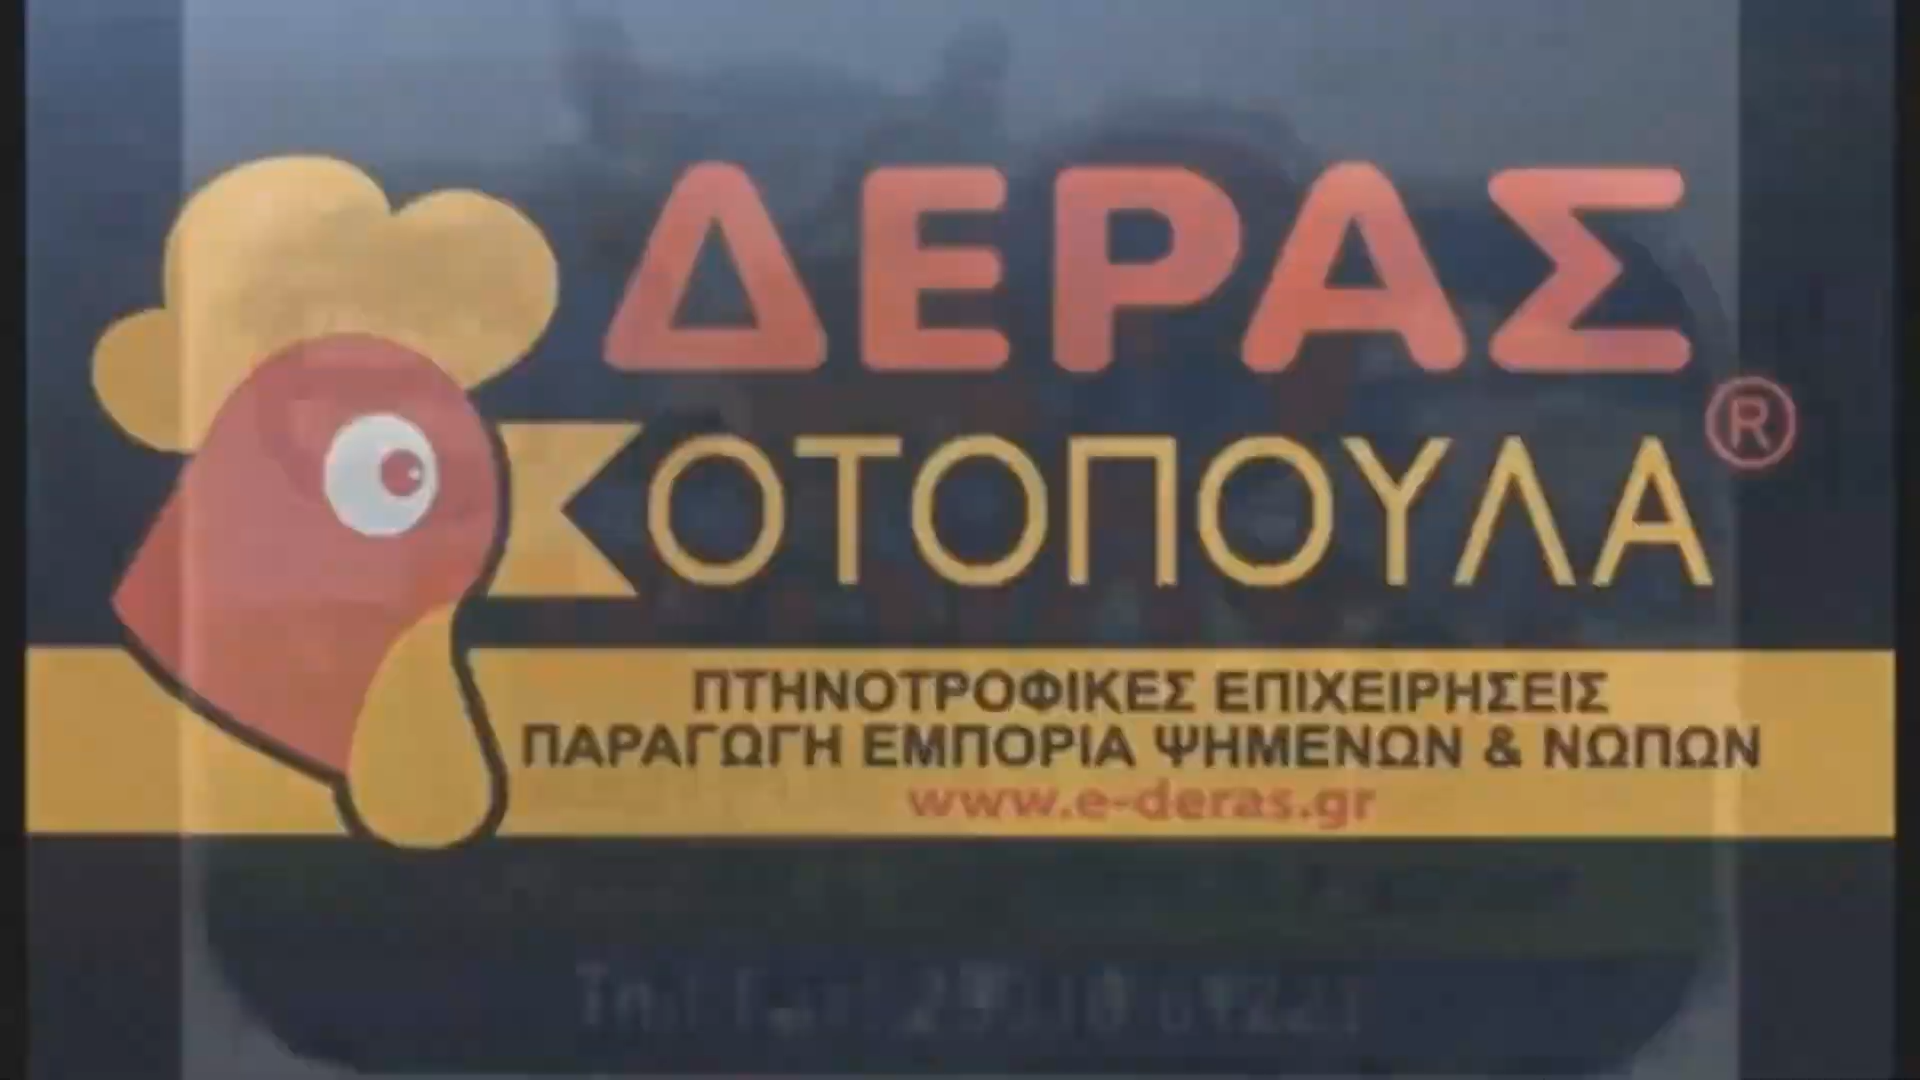 ΔΕΡΑΣ
ΚΟΤΟΠΟΥΛΑ ®
ΠΤΗΝΟΤΡΟΦΙΚΕΣ ΕΠΙΧΕΙΡΗΣΕΙΣ
ΠΑΡΑΓΩΓΗ ΕΜΠΟΡΙΑ ΨΗΜΕΝΩΝ & ΝΩΠΩΝ
www.e-deras.gr